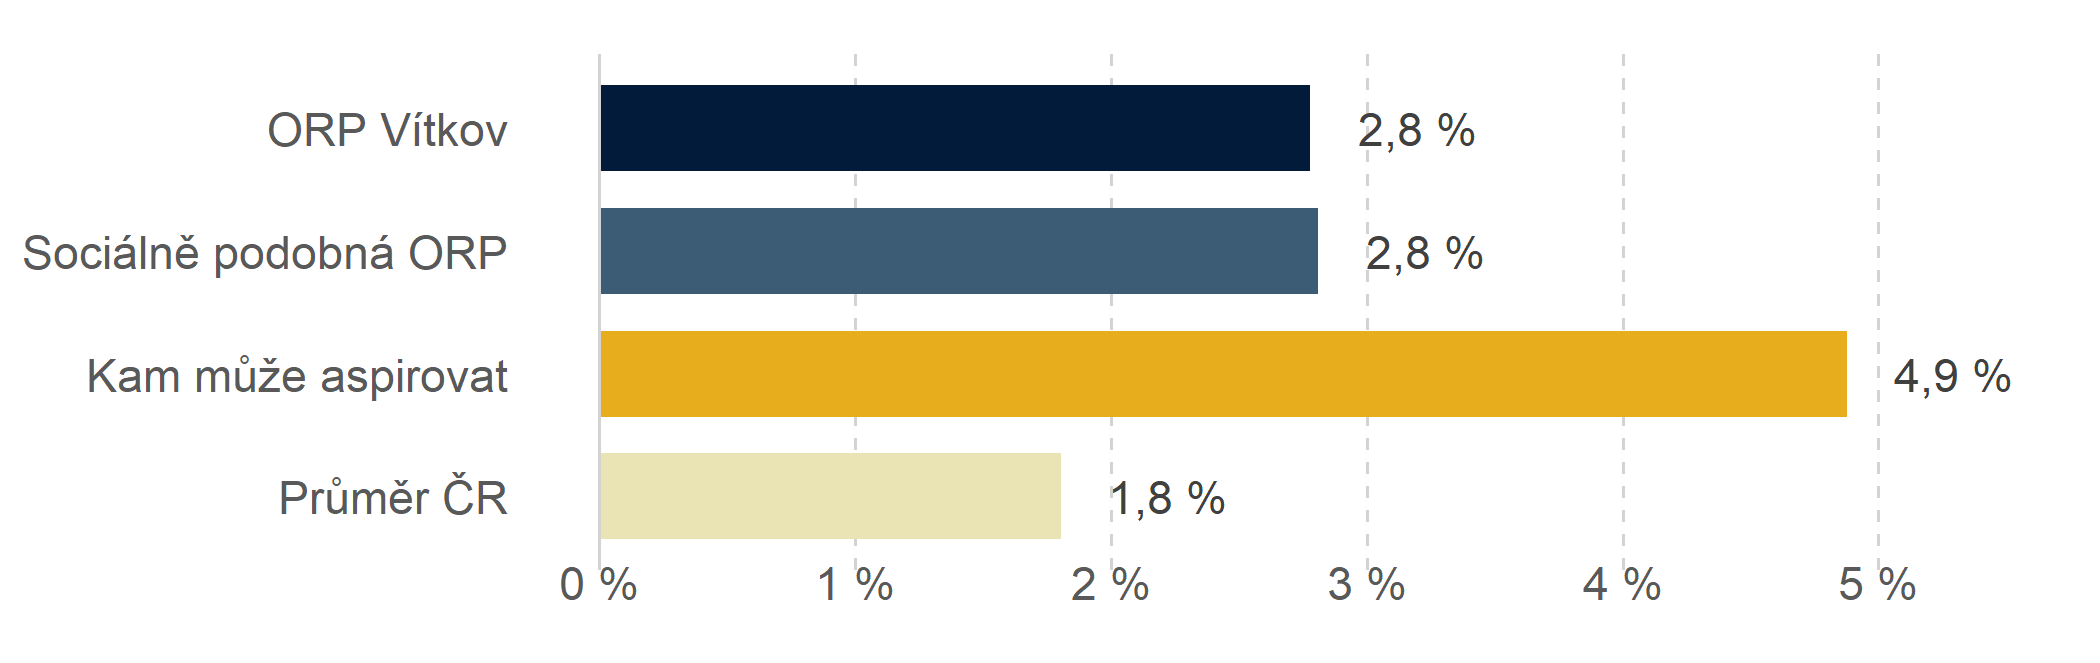 ORP Vítkov
2,8 %
Sociálně podobná ORP
2,8 %
Kam může aspirovat
4,9 %
Průměr ČR
1,8 %
0 % 1 % 2 % 3 % 4 % 5 %